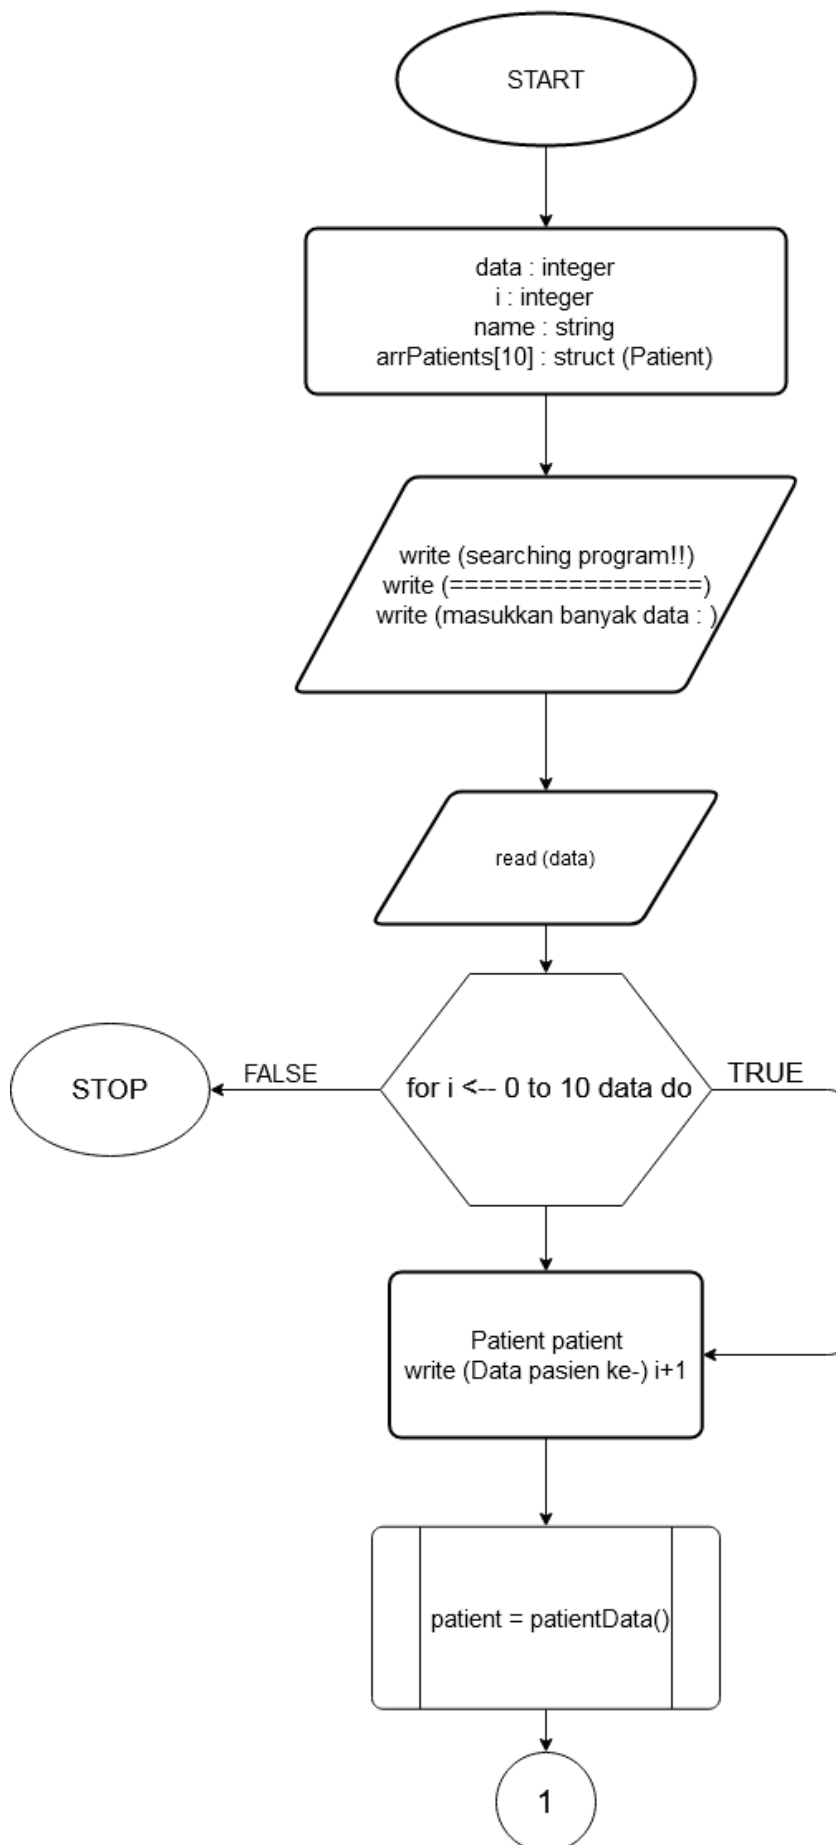 START
data : integer
i : integer
name : string
arrPatients[10] : struct (Patient)
write (searching program!!)
write (=================)
write (masukkan banyak data : )
read (data)
STOP
FALSE
for i <-- 0 to 10 data do
TRUE
Patient patient
write (Data pasien ke-) i+1
patient = patientData()
1